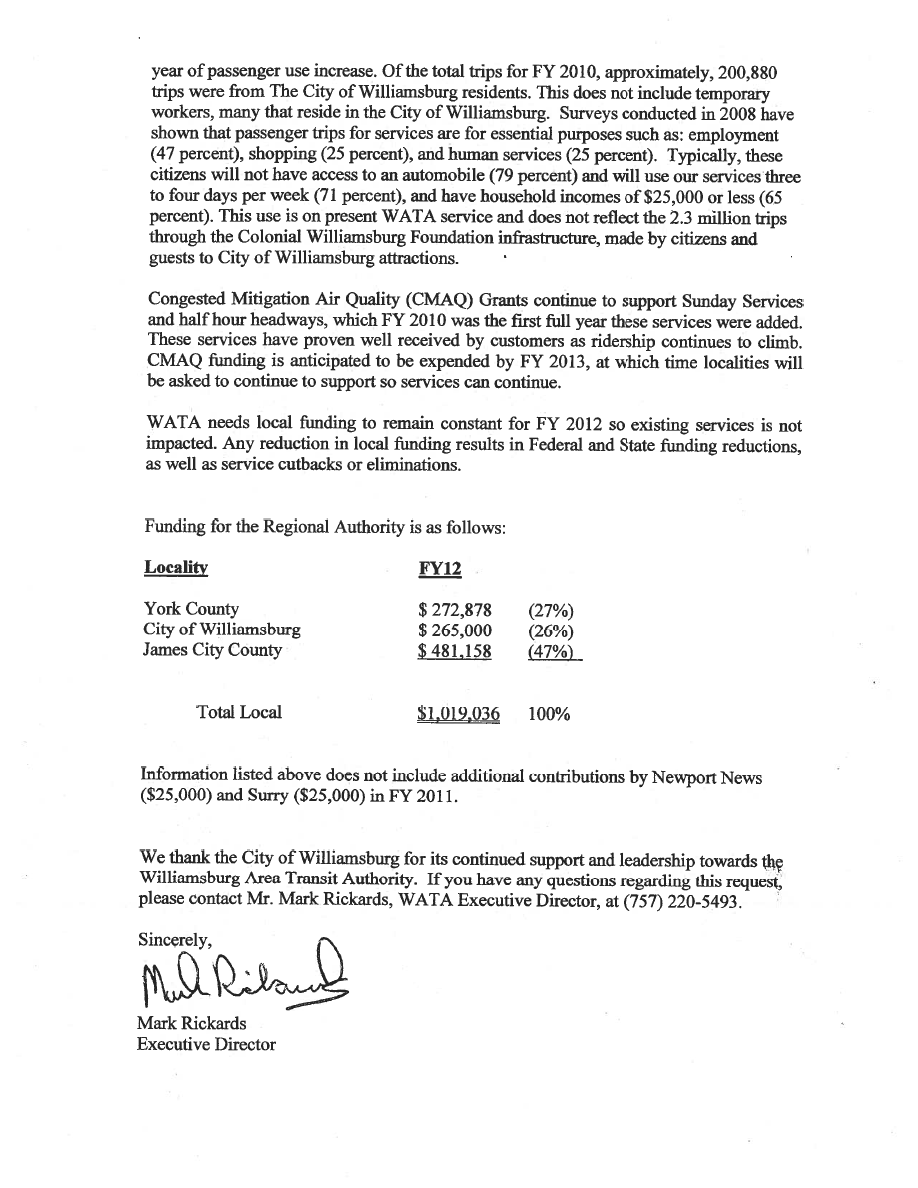 year of passenger use increase. Of the total trips for FY 2010, approximately, 200,880
trips were from The City of Williamsburg residents. This does not include temporary
workers, many that reside in the City of Williamsburg. Surveys conducted in 2008 have
shown that passenger trips for services are for essential purposes such as: employment
(47 percent), shopping (25 percent), and human services (25 percent). Typically, these
citizens will not have access to an automobile (79 percent) and will use our services three
to four days per week (71 percent), and have household incomes of $25,000 or less (65
percent). This use is on present WATA service and does not reflect the 2.3 million trips
through the Colonial Williamsburg Foundation infrastructure, made by citizens and
guests to City of Williamsburg attractions.
Congested Mitigation Air Quality (CMAQ) Grants continue to support Sunday Services
and half hour headways, which FY 2010 was the first full year these services were added.
These services have proven well received by customers as ridership continues to climb.
CMAQ funding is anticipated to be expended by FY 2013, at which time localities will
be asked to continue to support so services can continue.
WATA needs local funding to remain constant for FY 2012 so existing services is not
impacted. Any reduction in local funding results in Federal and State funding reductions,
as well as service cutbacks or eliminations.
Funding for the Regional Authority is as follows:
Locality FY12
York County $ 272,878 (27%)
City of Williamsburg $ 265,000 (26%)
James City County $ 481,158 (47%)
Total Local $1,019,036 100%
Information listed above does not include additional contributions by Newport News
($25,000) and Surry ($25,000) in FY 2011.
We thank the City of Williamsburg for its continued support and leadership towards the
Williamsburg Area Transit Authority. If you have any questions regarding this request,
please contact Mr. Mark Rickards, WATA Executive Director, at (757) 220-5493.
Sincerely,
Mark Rickards
Mark Rickards
Executive Director